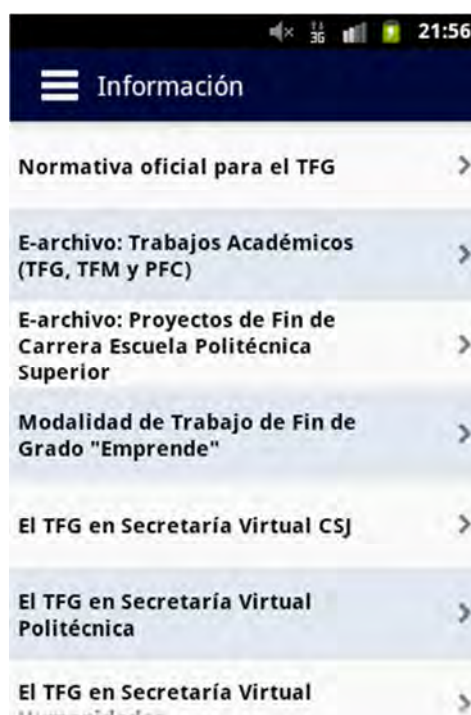 3G 21:56
Información
Normativa oficial para el TFG
E-archivo: Trabajos Académicos
(TFG, TFM y PFC)
E-archivo: Proyectos de Fin de
Carrera Escuela Politécnica
Superior
Modalidad de Trabajo de Fin de
Grado "Emprende"
El TFG en Secretaría Virtual CSJ
El TFG en Secretaría Virtual
Politécnica
El TFG en Secretaría Virtual